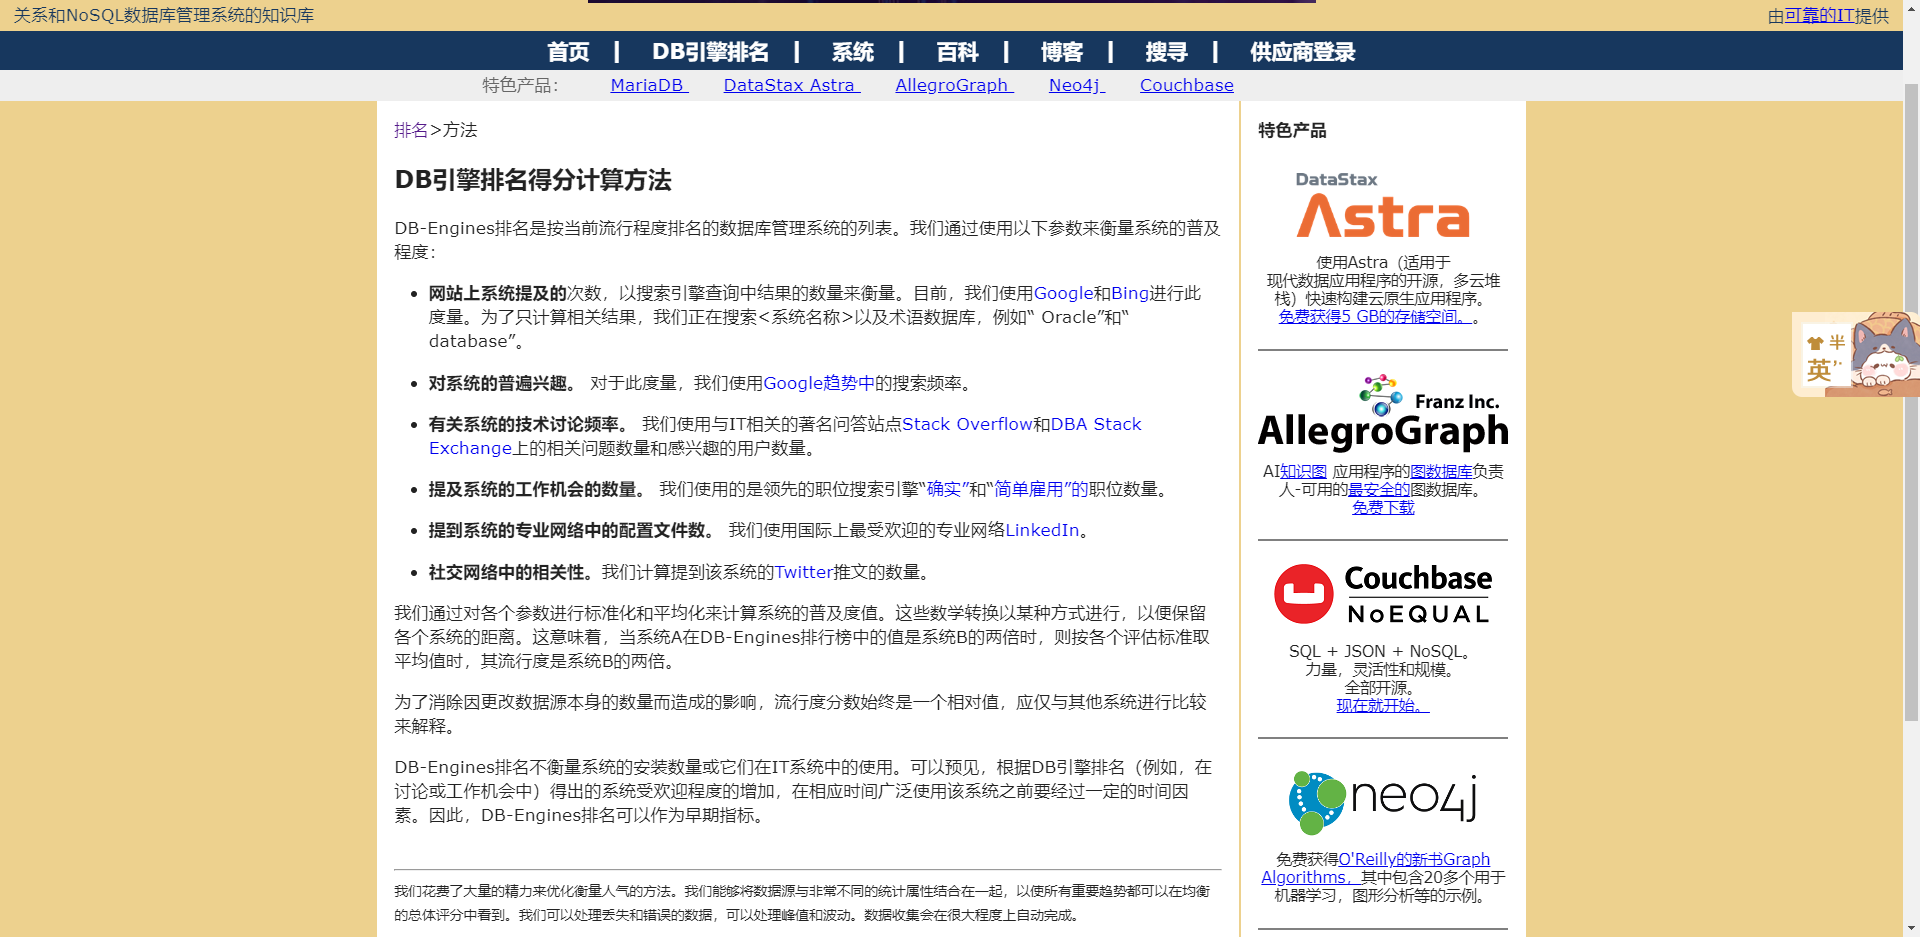 关系和NoSQL数据库管理系统的知识库
由可靠的IT提供
首页 | DB引擎排名 | 系统 | 百科 | 博客 | 搜寻 | 供应商登录
特色产品： MariaDB DataStax Astra AllegroGraph Neo4j Couchbase
排名>方法
DB引擎排名得分计算方法
DB-Engines排名是按当前流行程度排名的数据库管理系统的列表。我们通过使用以下参数来衡量系统的普及
程度：
网站上系统提及的次数，以搜索引擎查询中结果的数量来衡量。目前，我们使用Google和Bing进行此
度量。为了只计算相关结果，我们正在搜索<系统名称>以及术语数据库，例如“ Oracle”和“
database”。
对系统的普遍兴趣。 对于此度量，我们使用Google趋势中的搜索频率。
有关系统的技术讨论频率。 我们使用与IT相关的著名问答站点Stack Overflow和DBA Stack
Exchange上的相关问题数量和感兴趣的用户数量。
提及系统的工作机会的数量。 我们使用的是领先的职位搜索引擎“确实”和“简单雇用”的职位数量。
提到系统的专业网络中的配置文件数。 我们使用国际上最受欢迎的专业网络LinkedIn。
社交网络中的相关性。我们计算提到该系统的Twitter推文的数量。
我们通过对各个参数进行标准化和平均化来计算系统的普及度值。这些数学转换以某种方式进行，以便保留
各个系统的距离。这意味着，当系统A在DB-Engines排行榜中的值是系统B的两倍时，则按各个评估标准取
平均值时，其流行度是系统B的两倍。
为了消除因更改数据源本身的数量而造成的影响，流行度分数始终是一个相对值，应仅与其他系统进行比较
来解释。
DB-Engines排名不衡量系统的安装数量或它们在IT系统中的使用。可以预见，根据DB引擎排名（例如，在
讨论或工作机会中）得出的系统受欢迎程度的增加，在相应时间广泛使用该系统之前要经过一定的时间因
素。因此，DB-Engines排名可以作为早期指标。
我们花费了大量的精力来优化衡量人气的方法。我们能够将数据源与非常不同的统计属性结合在一起，以使所有重要趋势都可以在均衡
的总体评分中看到。我们可以处理丢失和错误的数据，可以处理峰值和波动。数据收集会在很大程度上自动完成。
特色产品
DataStax
Astra
使用Astra（适用于
现代数据应用程序的开源，多云堆
栈）快速构建云原生应用程序。
免费获得5 GB的存储空间。。
Franz Inc.
AllegroGraph
AI知识图 应用程序的图数据库负责
人-可用的最安全的图数据库。
免费下载
Couchbase
NoEQUAL
SQL + JSON + NoSQL。
力量，灵活性和规模。
全部开源。
现在就开始。
neo4j
免费获得O'Reilly的新书Graph
Algorithms，其中包含20多个用于
机器学习，图形分析等的示例。
半
英